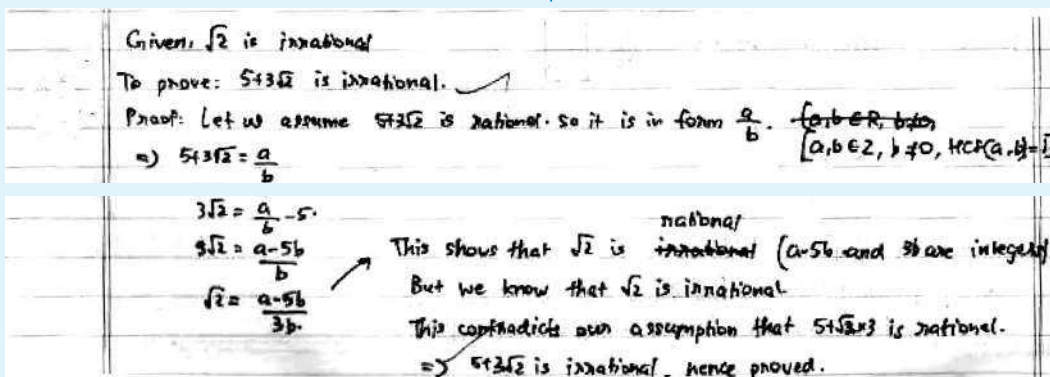 Given, √2 is irrational
To prove: 5+3√2 is irrational.
Proof: Let us assume 5+3√2 is rational. So it is in form a/b. {a,b ∈ R, b≠0,
[a,b ∈ Z, b≠0, HCF(a,b)=1
=) 5+3√2 = a/b
3√2 = a/b - 5.
3√2 = a-5b/b
√2 = a-5b/3b.
rational
This shows that √2 is irrational (a-5b and 3b are integers)
But we know that √2 is irrational
This contradicts our assumption that 5+√2×3 is rational.
=> 5+3√2 is irrational. hence proved.